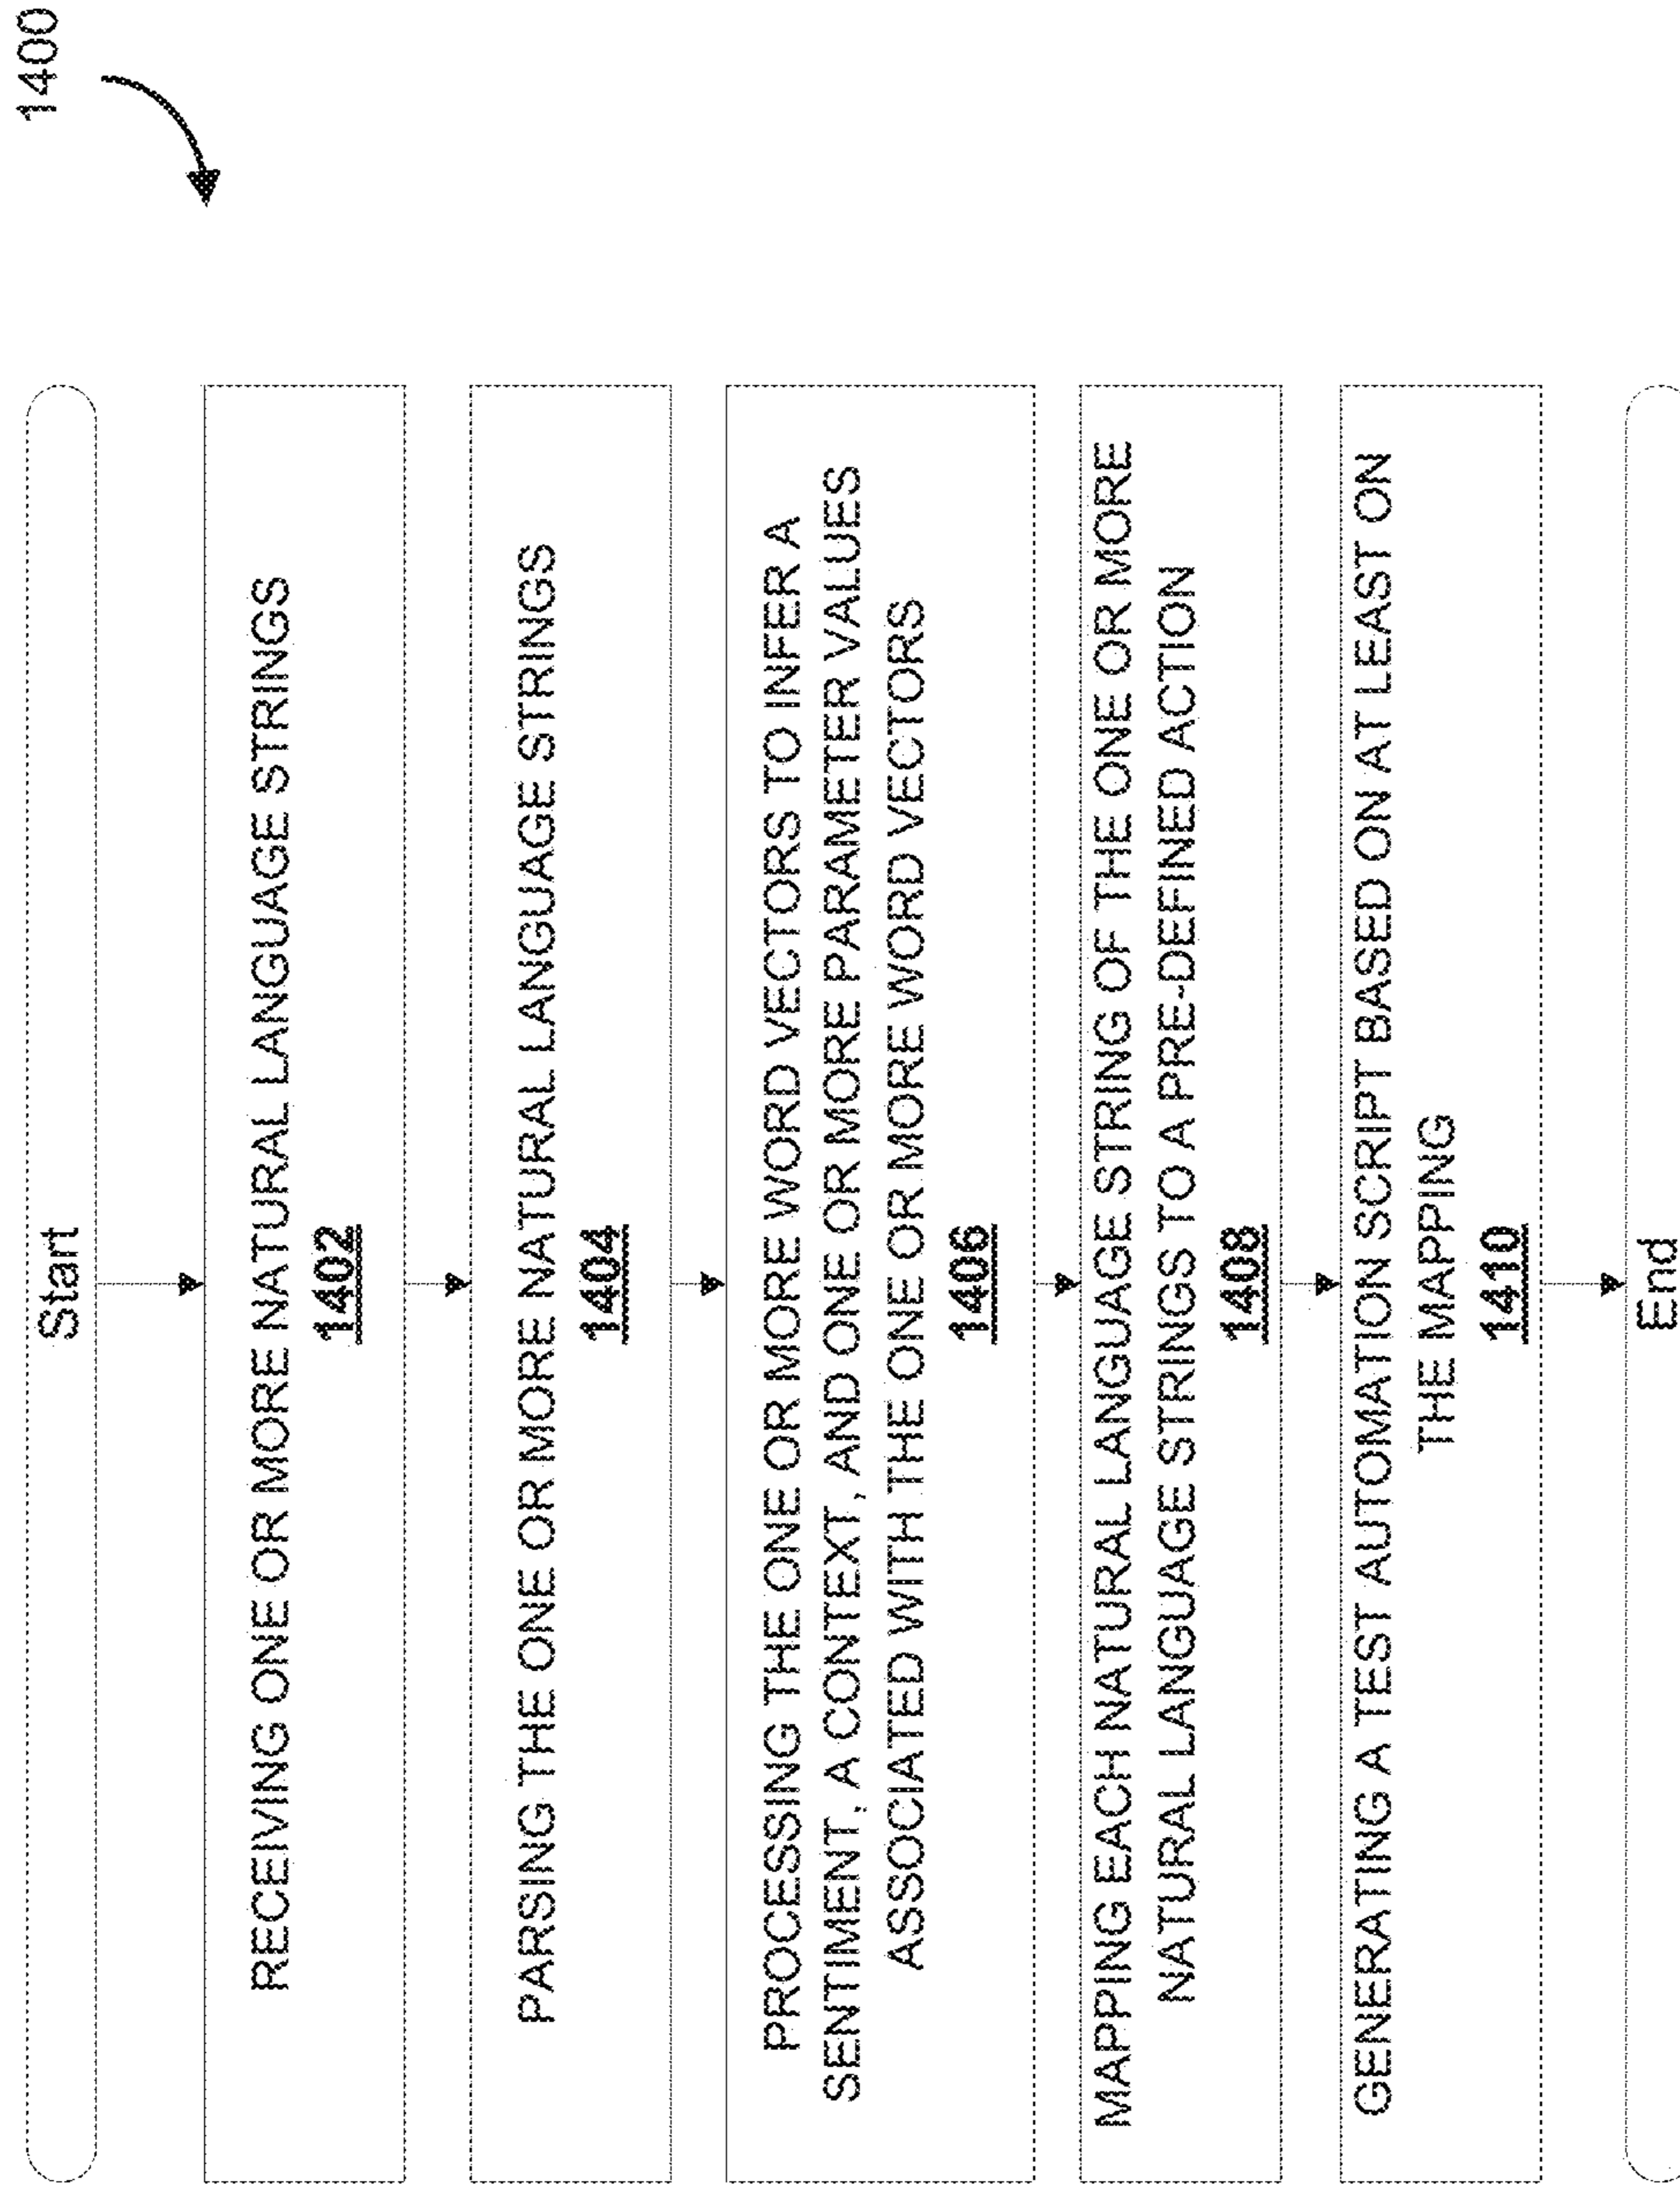 1400
Start
RECEIVING ONE OR MORE NATURAL LANGUAGE STRINGS
1402
PARSING THE ONE OR MORE NATURAL LANGUAGE STRINGS
1404
PROCESSING THE ONE OR MORE WORD VECTORS TO INFER A
SENTIMENT, A CONTEXT, AND ONE OR MORE PARAMETER VALUES
ASSOCIATED WITH THE ONE OR MORE WORD VECTORS
1406
MAPPING EACH NATURAL LANGUAGE STRING OF THE ONE OR MORE
NATURAL LANGUAGE STRINGS TO A PRE-DEFINED ACTION
1408
GENERATING A TEST AUTOMATION SCRIPT BASED ON AT LEAST ON
THE MAPPING
1410
End